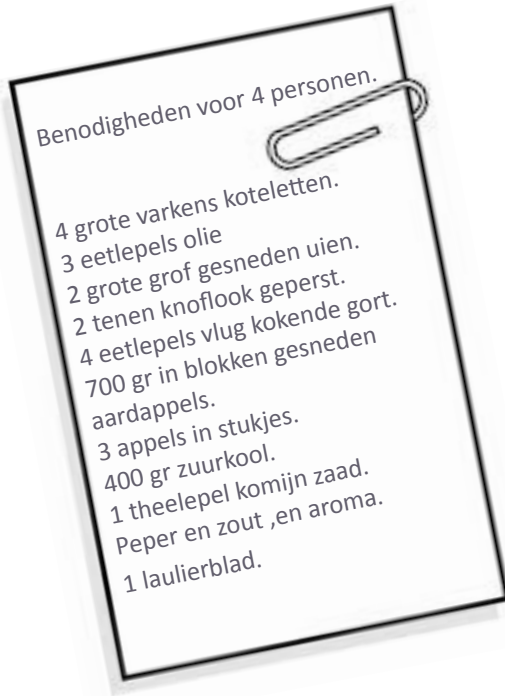 Benodigheden voor 4 personen.
4 grote varkens koteletten.
3 eetlepels olie
2 grote grof gesneden uien.
2 tenen knoflook geperst.
4 eetlepels vlug kokende gort.
700 gr in blokken gesneden
aardappels.
3 appels in stukjes.
400 gr zuurkool.
1 theelepel komijn zaad.
Peper en zout ,en aroma.
1 laulierblad.